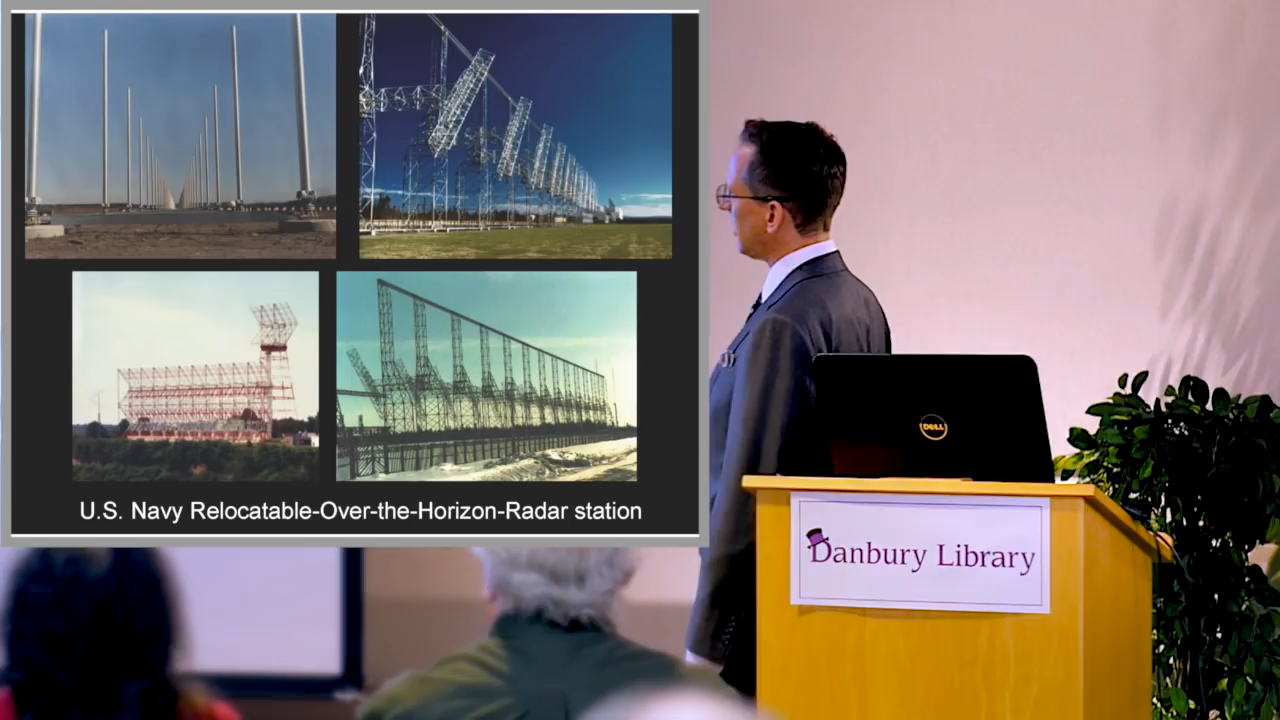 U.S. Navy Relocatable-Over-the-Horizon-Radar station
DELL
Danbury Library